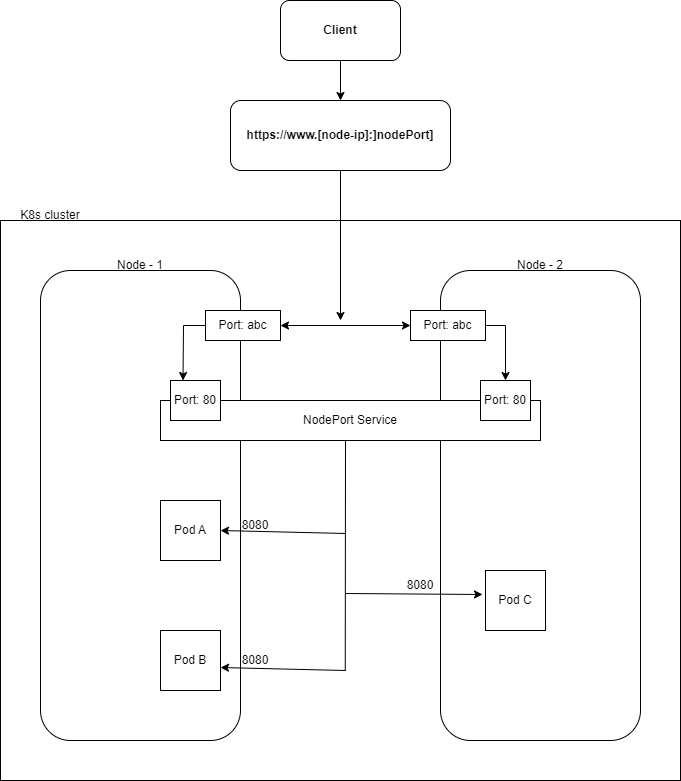 Client
https://www.[node-ip]:]nodePort]
K8s cluster
Node - 1
Node - 2
Port: abc
Port: abc
Port: 80
Port: 80
NodePort Service
Pod A
8080
8080
Pod C
Pod B
8080